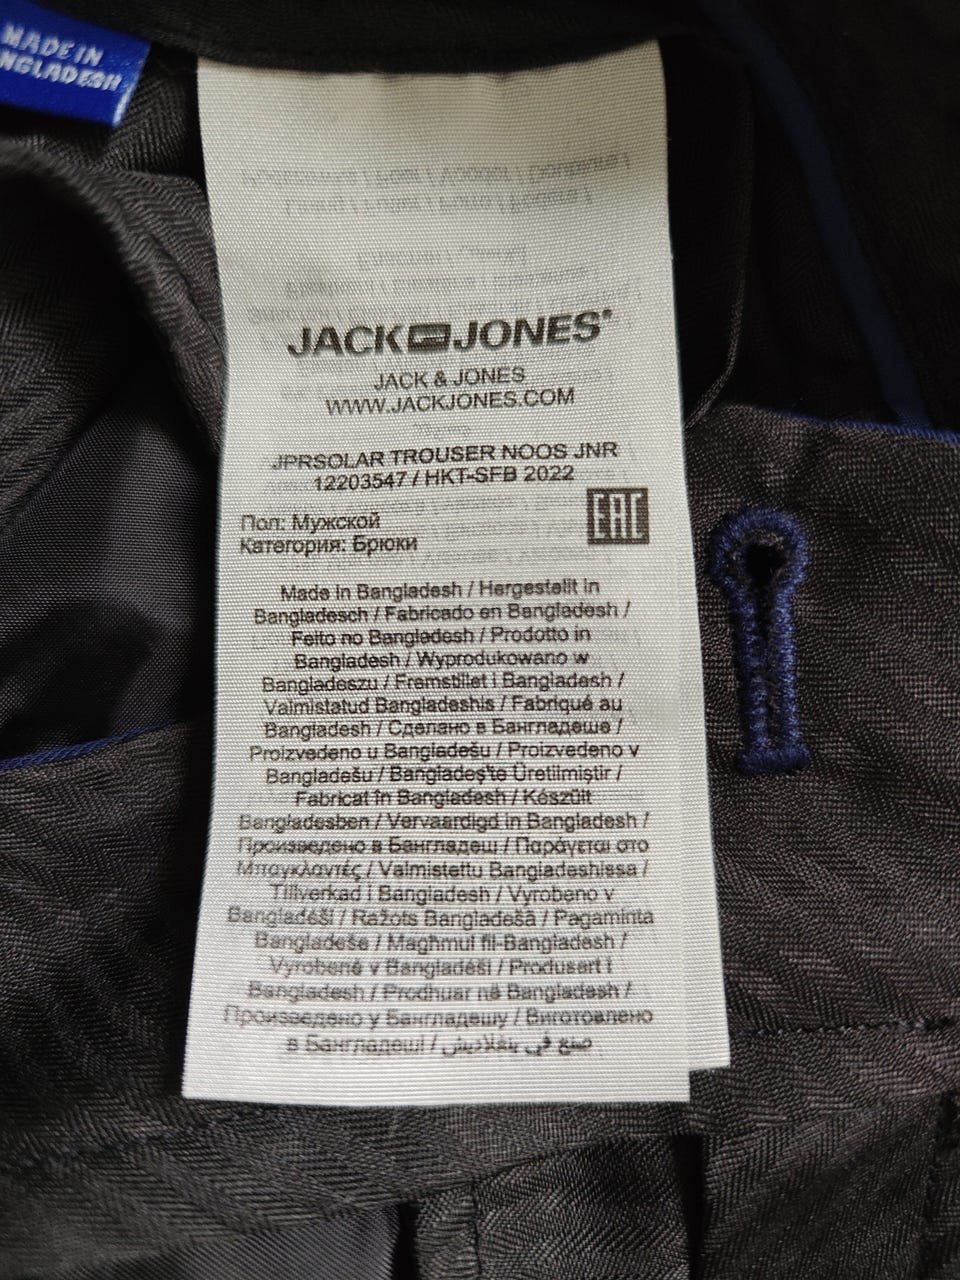 MADE IN
JACK JONES
JACK & JONES
WWW.JACKJONES.COM
JPRSOLAR TROUSER NOOS JNR
12203547 / HKT-SFB 2022
EAC
Пол: Мужской
Категория: Брюки
Made in Bangladesh / Hergestellt in
Bangladesch / Fabricado en Bangladesh /
Feito no Bangladesh / Prodotto in
Bangladesh / Wyprodukowano w
Bangladeszu / Fremstillet i Bangladesh /
Valmistatud Bangladeshis / Fabriqué au
Bangladesh / Сделано в Бангладеше /
Proizvedeno u Bangladešu / Proizvedeno v
Bangladešu / Bangladeş'te Üretilmiştir /
Fabricat în Bangladesh / Készült
Bangladesben / Vervaardigd in Bangladesh /
Произведено в Бангладеш / Παράγεται στο
Μπαγκλαντές / Valmistettu Bangladeshissa /
Tillverkad i Bangladesh / Vyrobeno v
Bangladéši / Ražots Bangladešā / Pagaminta
Bangladeše / Magħmul fil-Bangladesh /
Vyrobené v Bangladéši / Produsert i
Bangladesh / Prodhuar në Bangladesh /
Произведено у Бангладешу / Виготовлено
в Бангладеші / صنع في بنغلاديش